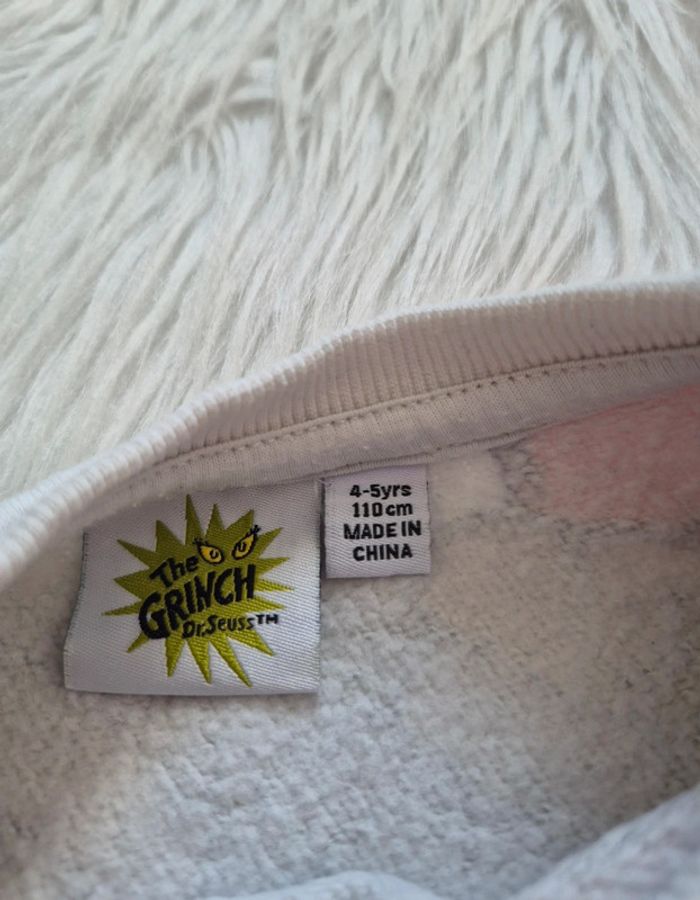 The
GRINCH
Dr.Seuss™
4-5yrs
110cm
MADE IN
CHINA